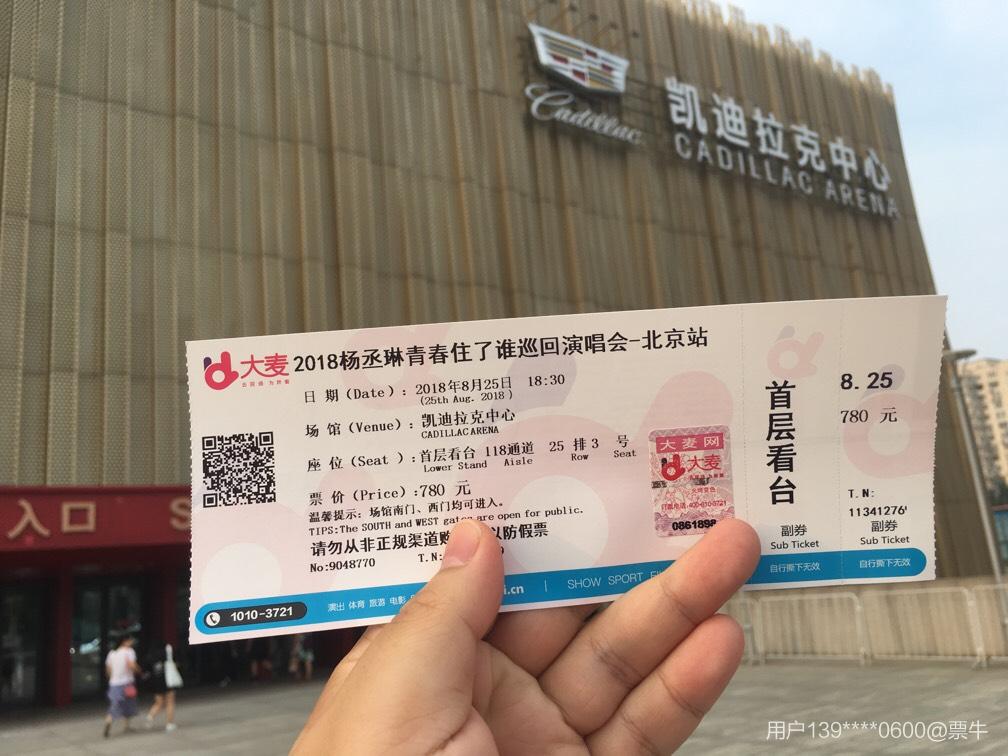 Cadillac
凯迪拉克中心
CADILLAC ARENA
大麦
2018杨丞琳青春住了谁巡回演唱会-北京站
日 期 (Date): 2018年8月25日 18:30
(25th Aug. 2018 )
场 馆 (Venue): 凯迪拉克中心
CADILLACARENA
座 位 (Seat ): 首层看台 118通道 25 排 3 号
Lower Stand Aisle Row Seat
票 价 (Price):780 元
温馨提示: 场馆南门、西门均可进入。
TIPS:The SOUTH and WEST gates are open for public.
请勿从非正规渠道购 以防假票
No:9048770 T.N:
1010-3721
演出 体育 旅游 电影
.cn
SHOW SPORT
大麦网
大麦
0861898
首层看台
副券
Sub Ticket
自行撕下无效
8.25
780 元
T.N:
11341276
副券
Sub Ticket
自行撕下无效
入口
S
用户139****0600@票牛